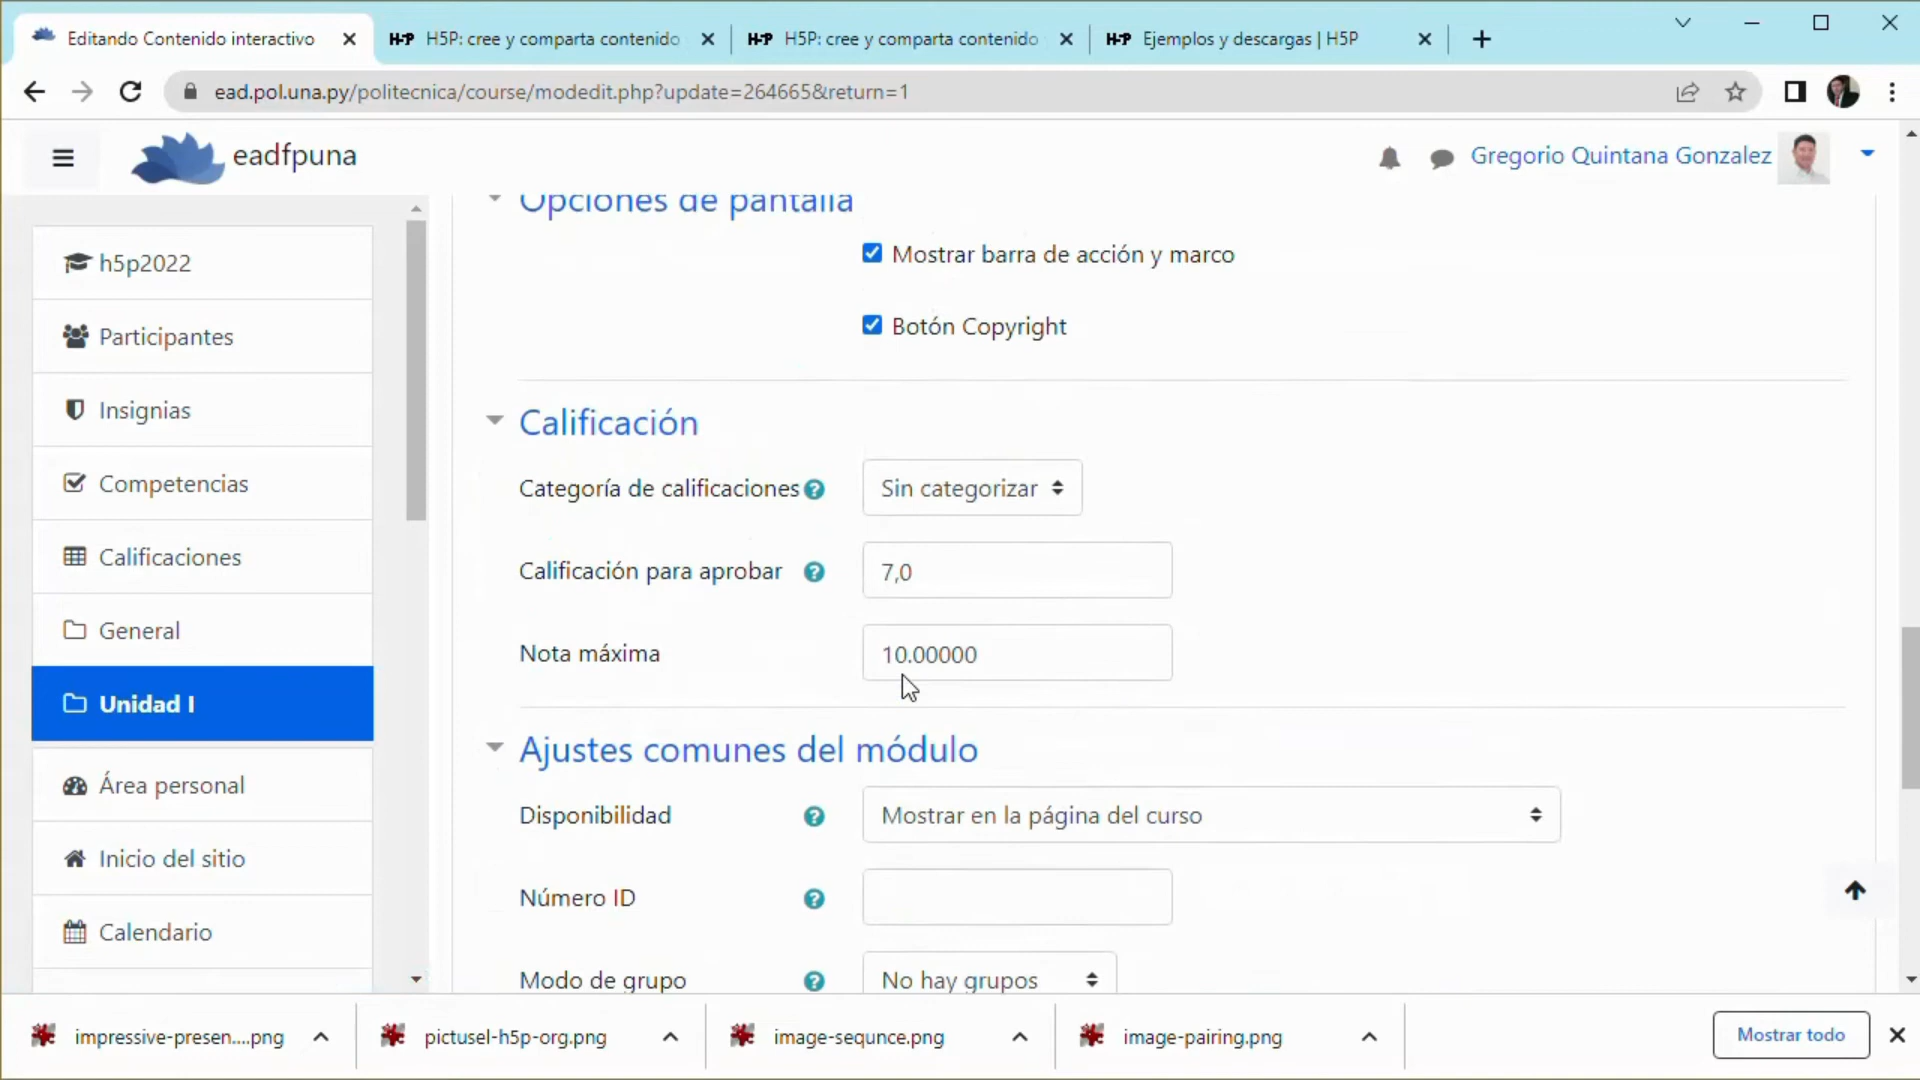 Editando Contenido interactivo
H5P: cree y comparta contenido
H5P: cree y comparta contenido
Ejemplos y descargas | H5P
ead.pol.una.py/politecnica/course/modedit.php?update=264665&return=1
eadfpuna
Gregorio Quintana Gonzalez
h5p2022
Participantes
Insignias
Competencias
Calificaciones
General
Unidad I
Área personal
Inicio del sitio
Calendario
Opciones de pantalla
Mostrar barra de acción y marco
Botón Copyright
Calificación
Categoría de calificaciones
Sin categorizar
Calificación para aprobar
7,0
Nota máxima
10.00000
Ajustes comunes del módulo
Disponibilidad
Mostrar en la página del curso
Número ID
Modo de grupo
No hay grupos
impressive-presen....png
pictusel-h5p-org.png
image-sequnce.png
image-pairing.png
Mostrar todo